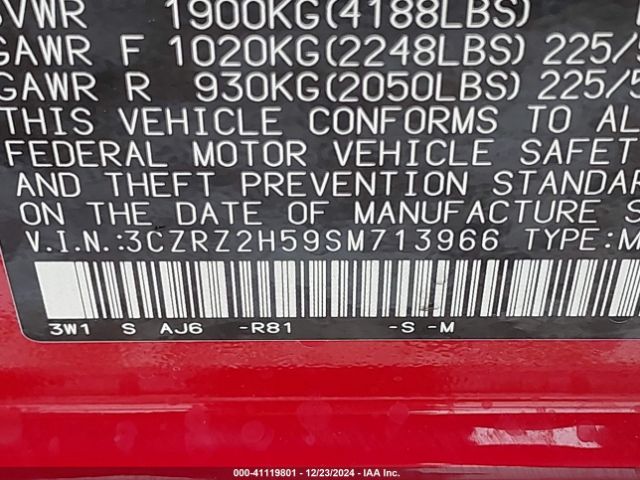 GVWR 1900KG(4188LBS)
GAWR F 1020KG(2248LBS) 225/5
GAWR R 930KG(2050LBS) 225/5
THIS VEHICLE CONFORMS TO AL
FEDERAL MOTOR VEHICLE SAFET
AND THEFT PREVENTION STANDAR
ON THE DATE OF MANUFACTURE S
V.I.N.:3CZRZ2H59SM713966 TYPE:M
3W1 S AJ6 -R81 -S -M
000-41119801 - 12/23/2024 - IAA Inc.